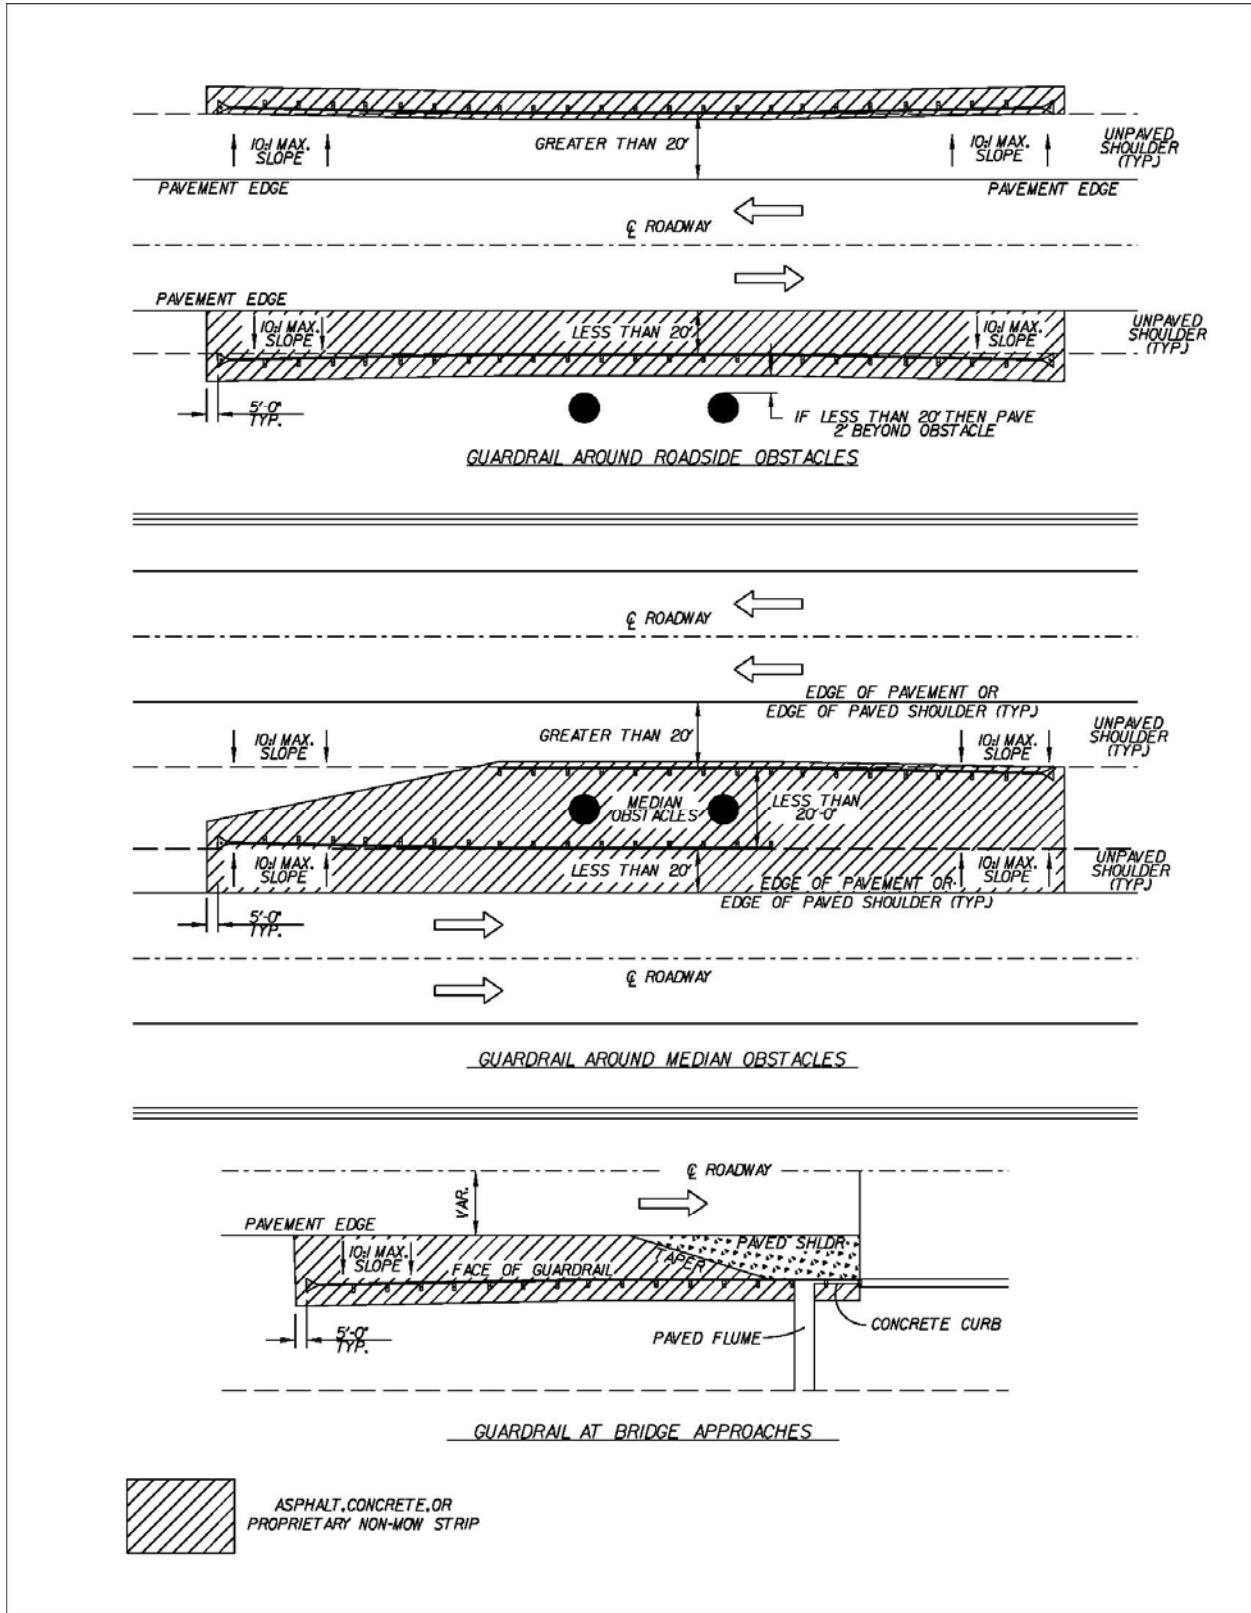 10:1 MAX.
SLOPE
GREATER THAN 20'
10:1 MAX.
SLOPE
UNPAVED
SHOULDER
(TYP.)
PAVEMENT EDGE
PAVEMENT EDGE
℄ ROADWAY
PAVEMENT EDGE
10:1 MAX.
SLOPE
LESS THAN 20'
10:1 MAX.
SLOPE
UNPAVED
SHOULDER
(TYP.)
5'-0"
TYP.
IF LESS THAN 20' THEN PAVE
2' BEYOND OBSTACLE
GUARDRAIL AROUND ROADSIDE OBSTACLES
℄ ROADWAY
EDGE OF PAVEMENT OR
EDGE OF PAVED SHOULDER (TYP.)
10:1 MAX.
SLOPE
GREATER THAN 20'
10:1 MAX.
SLOPE
UNPAVED
SHOULDER
(TYP.)
MEDIAN
OBSTACLES
LESS THAN
20'-0"
10:1 MAX.
SLOPE
LESS THAN 20'
10:1 MAX.
SLOPE
UNPAVED
SHOULDER
(TYP.)
EDGE OF PAVEMENT OR
EDGE OF PAVED SHOULDER (TYP.)
5'-0"
TYP.
℄ ROADWAY
GUARDRAIL AROUND MEDIAN OBSTACLES
℄ ROADWAY
VAR.
PAVEMENT EDGE
10:1 MAX.
SLOPE
PAVED SHLDR
TAPER
FACE OF GUARDRAIL
5'-0"
TYP.
PAVED FLUME
CONCRETE CURB
GUARDRAIL AT BRIDGE APPROACHES
ASPHALT, CONCRETE, OR
PROPRIETARY NON-MOW STRIP